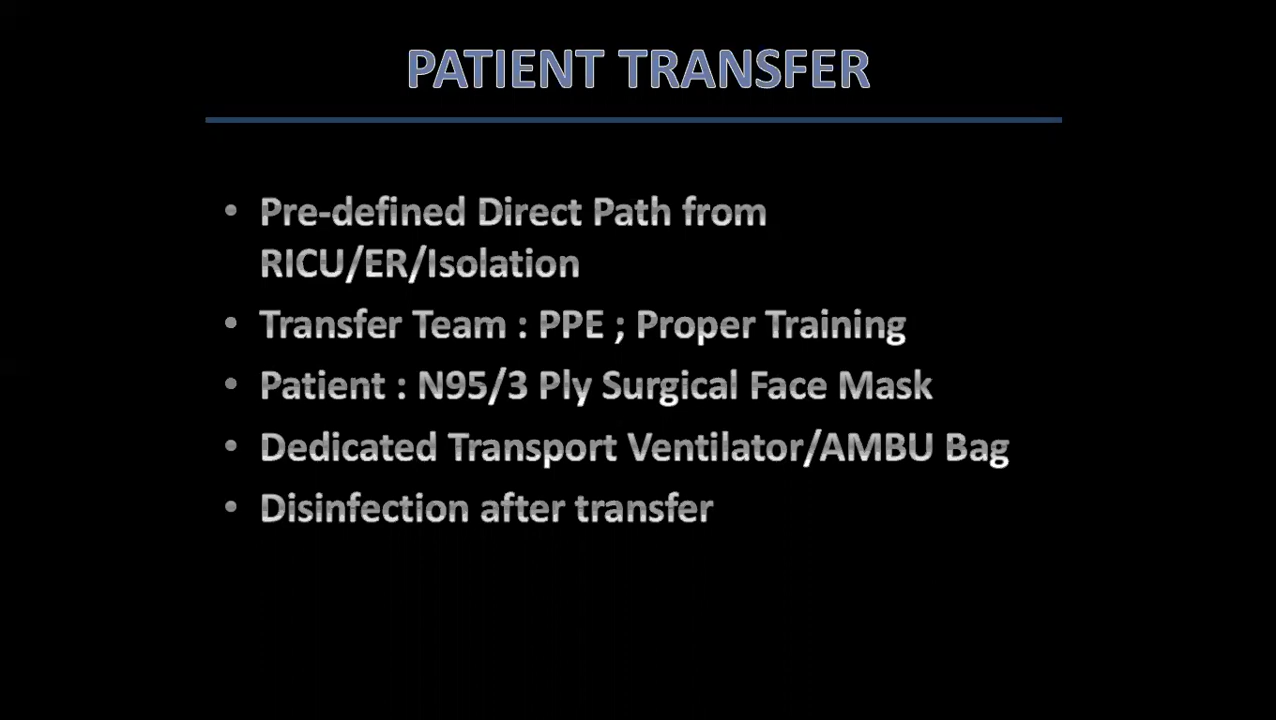 PATIENT TRANSFER
• Pre-defined Direct Path from
RICU/ER/Isolation
• Transfer Team : PPE ; Proper Training
• Patient : N95/3 Ply Surgical Face Mask
• Dedicated Transport Ventilator/AMBU Bag
• Disinfection after transfer